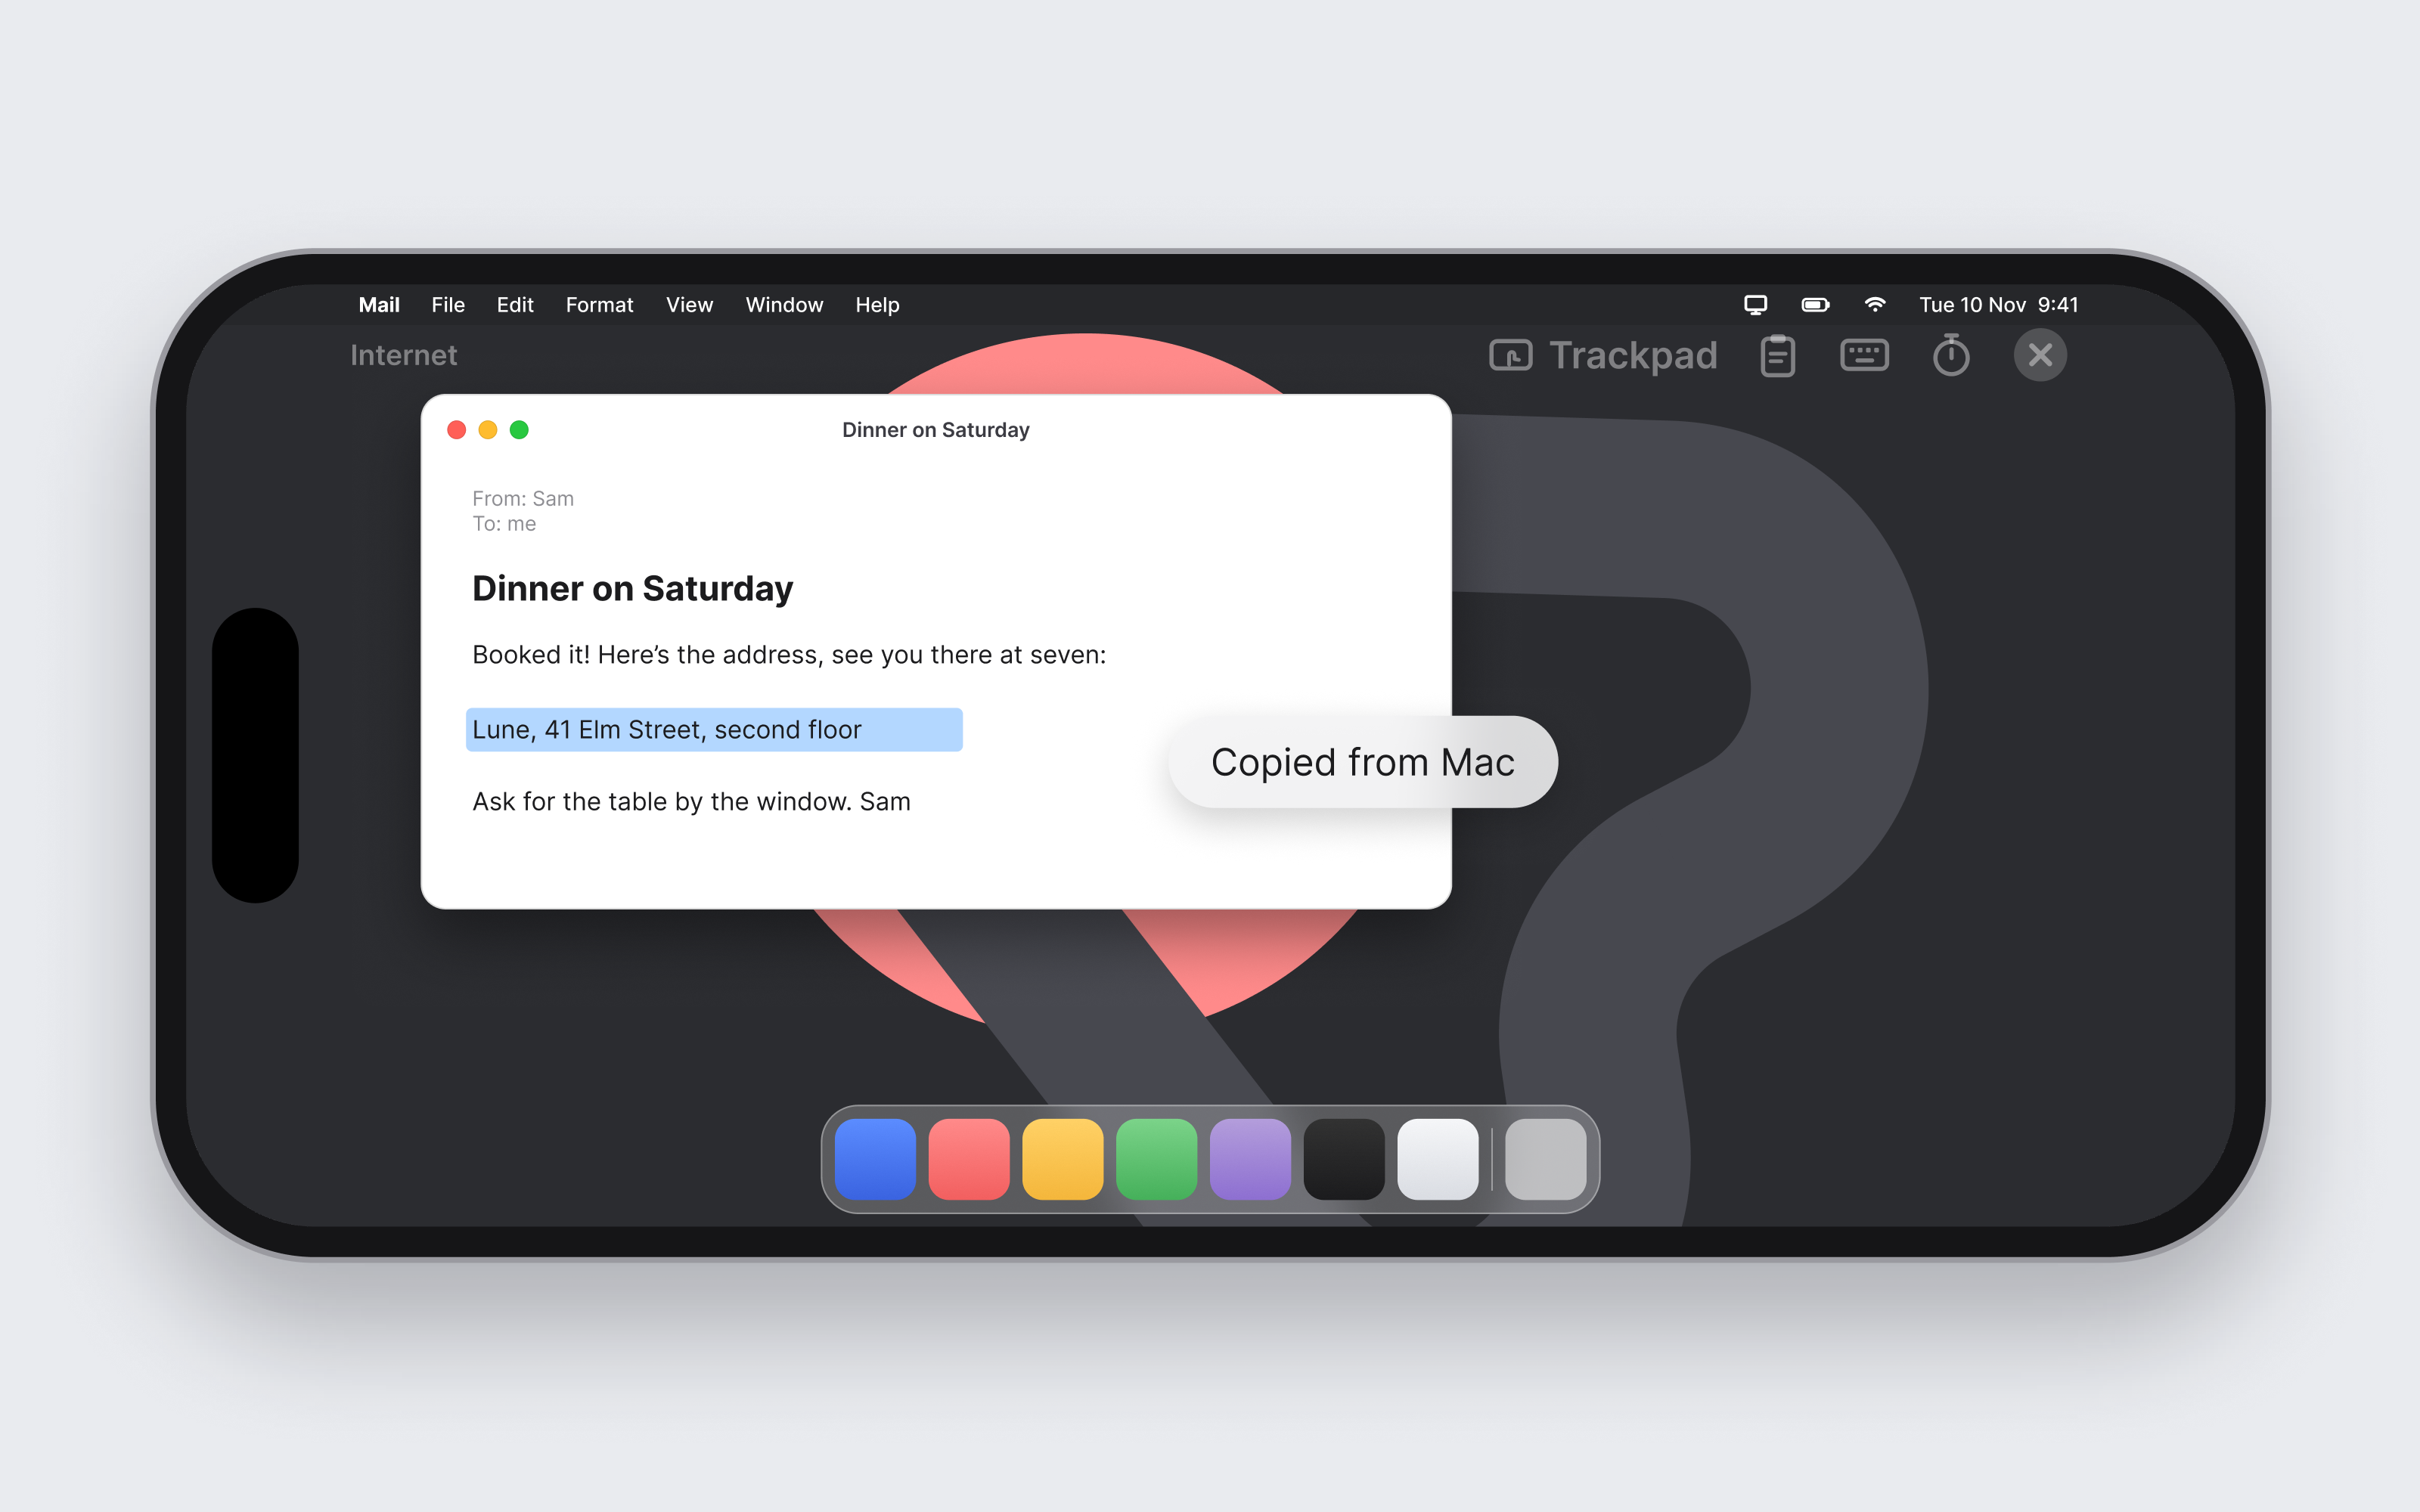 Mail File Edit Format View Window Help Tue 10 Nov 9:41
Internet Trackpad
Dinner on Saturday
From: Sam
To: me
Dinner on Saturday
Booked it! Here’s the address, see you there at seven:
Lune, 41 Elm Street, second floor
Copied from Mac
Ask for the table by the window. Sam